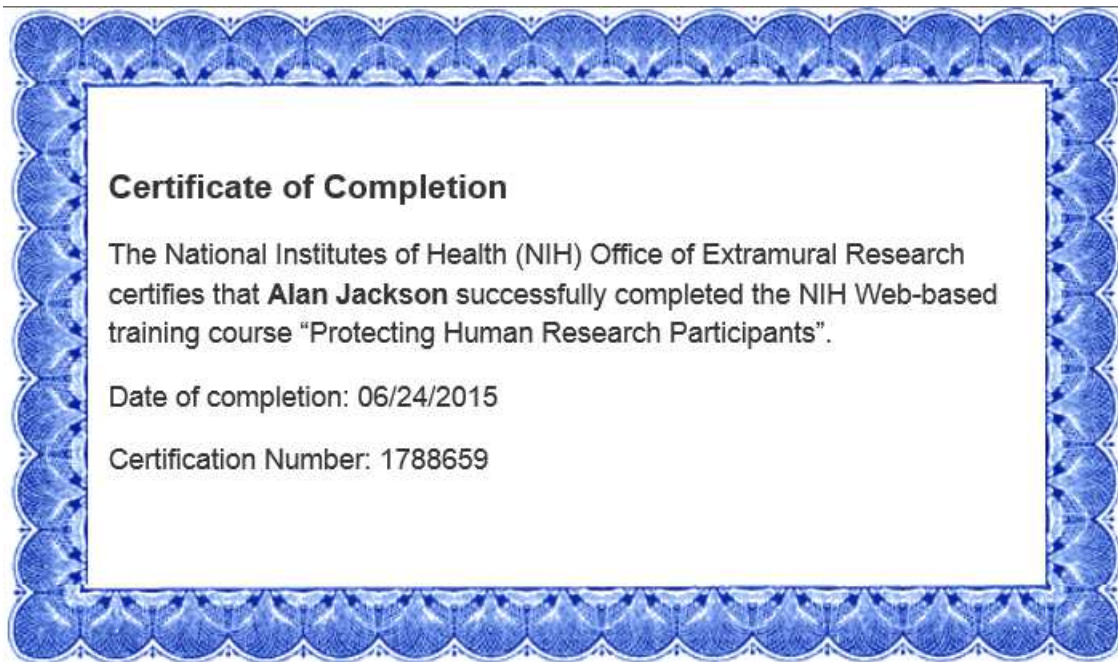 Certificate of Completion
The National Institutes of Health (NIH) Office of Extramural Research
certifies that Alan Jackson successfully completed the NIH Web-based
training course “Protecting Human Research Participants”.
Date of completion: 06/24/2015
Certification Number: 1788659